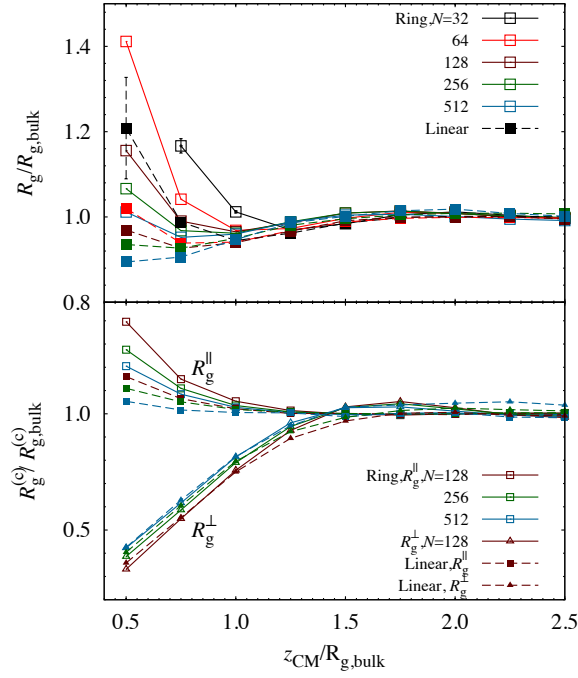 1.4
1.2
1.0
0.8
R_g/R_g,bulk
Ring, N=32
64
128
256
512
Linear
1.0
0.5
R_g^(c)/ R_g,bulk^(c)
R_g^∥
R_g^⊥
Ring, R_g^∥, N=128
256
512
R_g^⊥, N=128
Linear, R_g^∥
Linear, R_g^⊥
0.5 1.0 1.5 2.0 2.5
z_CM/R_g,bulk